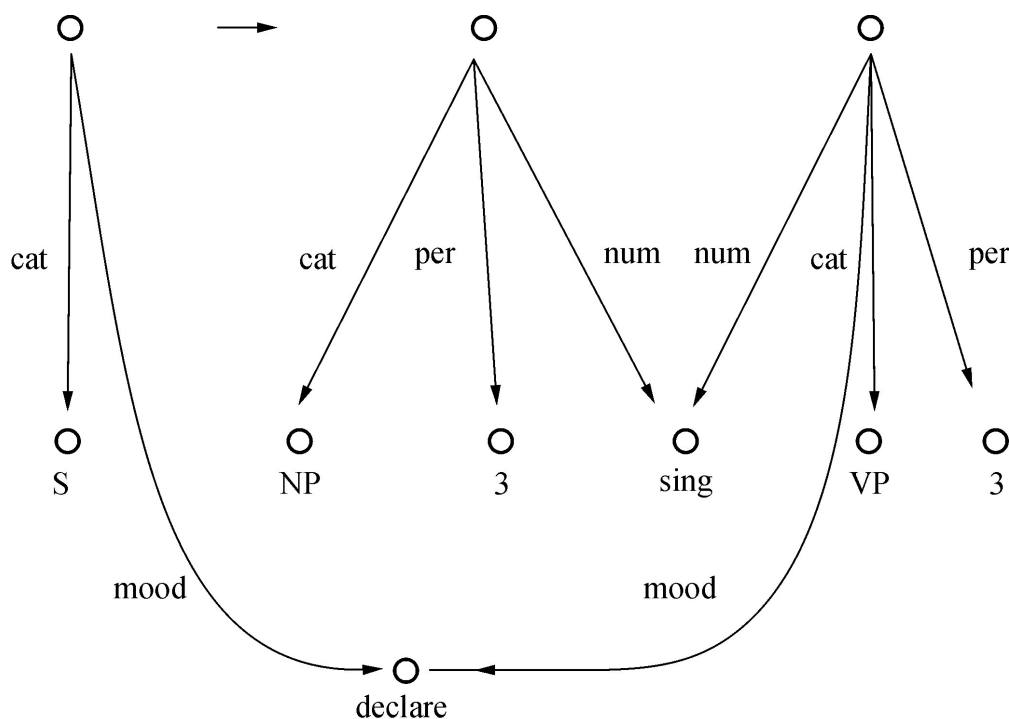 cat cat per num num cat per
S NP 3 sing VP 3
mood mood
declare